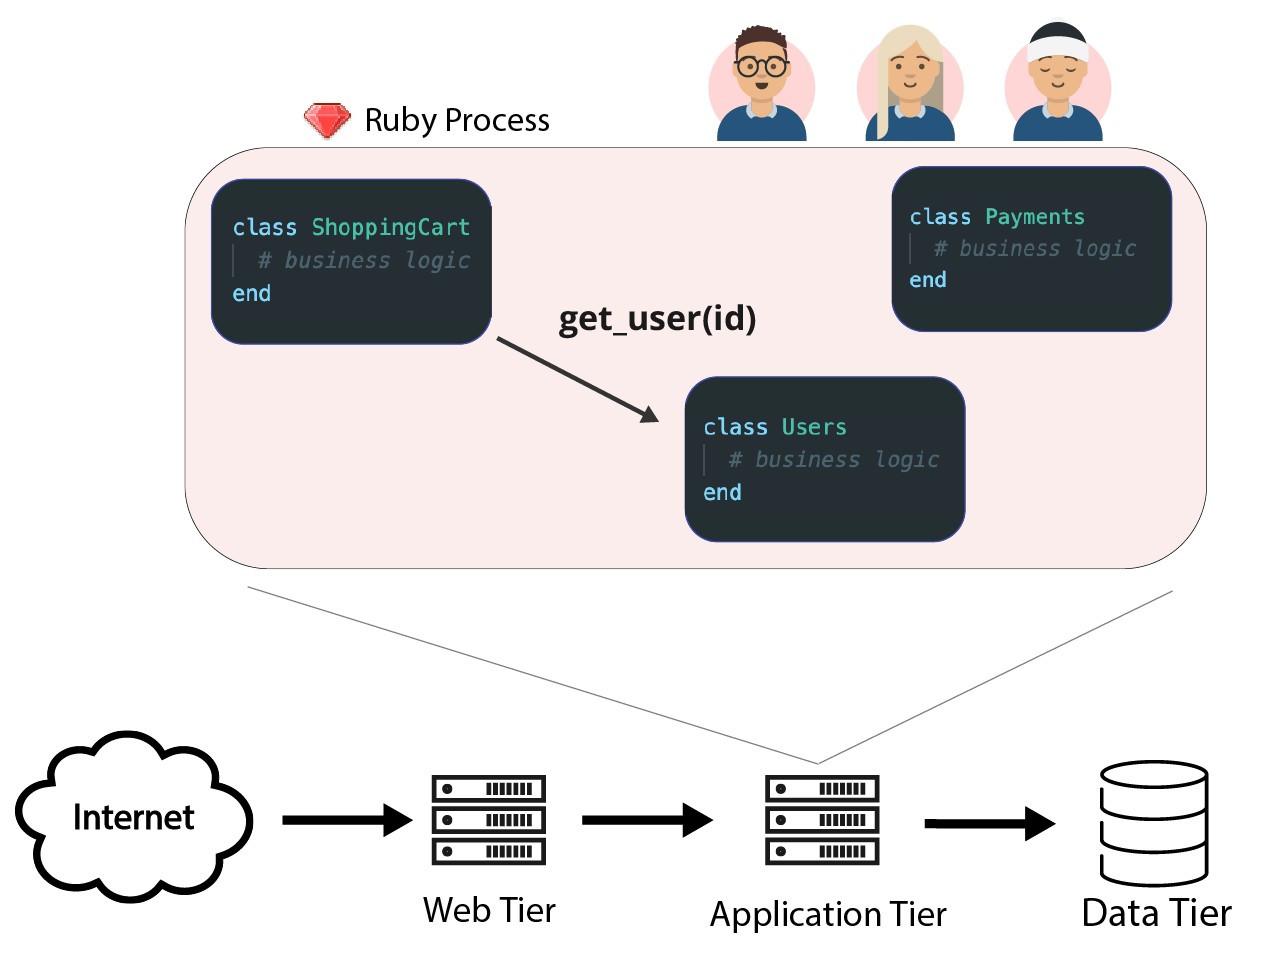 Ruby Process
class ShoppingCart
# business logic
end
class Payments
# business logic
end
get_user(id)
class Users
# business logic
end
Internet
Web Tier
Application Tier
Data Tier